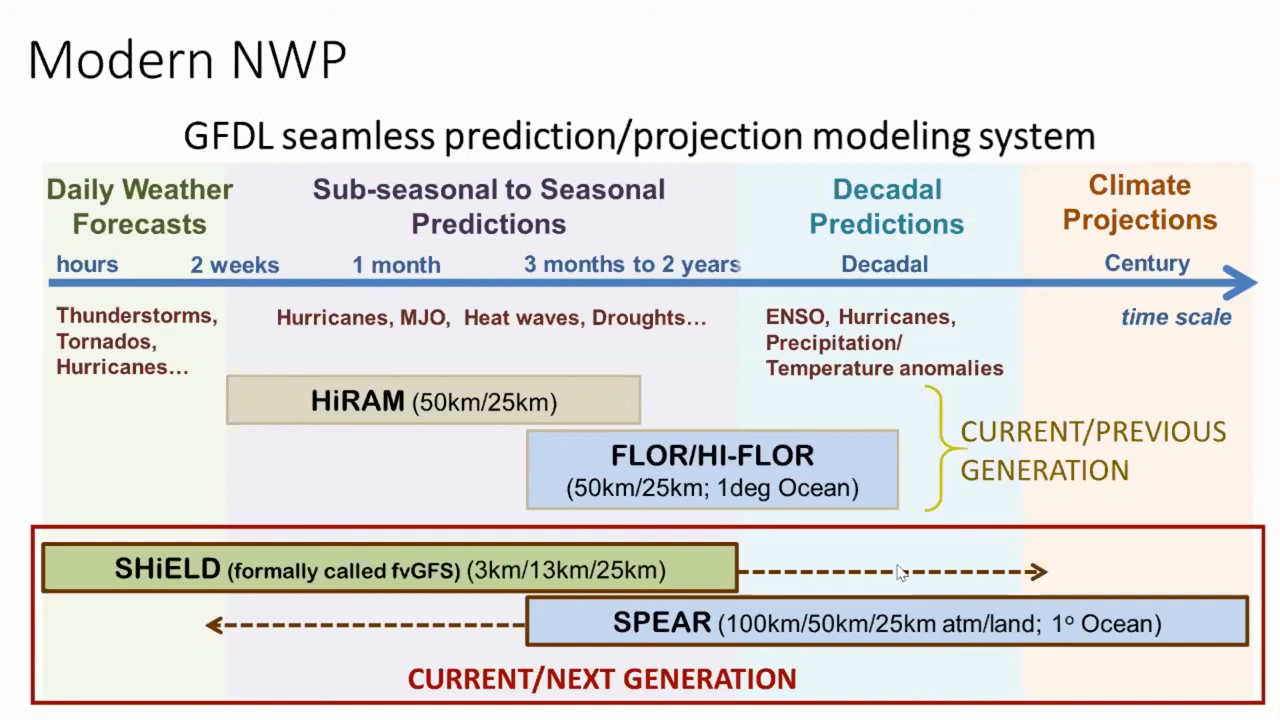 Modern NWP
GFDL seamless prediction/projection modeling system
Daily Weather
Forecasts
Sub-seasonal to Seasonal
Predictions
Decadal
Predictions
Climate
Projections
hours
2 weeks
1 month
3 months to 2 years
Decadal
Century
Thunderstorms,
Tornados,
Hurricanes…
Hurricanes, MJO, Heat waves, Droughts…
ENSO, Hurricanes,
Precipitation/
Temperature anomalies
time scale
HiRAM (50km/25km)
FLOR/HI-FLOR
(50km/25km; 1deg Ocean)
CURRENT/PREVIOUS
GENERATION
SHiELD (formally called fvGFS) (3km/13km/25km)
SPEAR (100km/50km/25km atm/land; 1º Ocean)
CURRENT/NEXT GENERATION